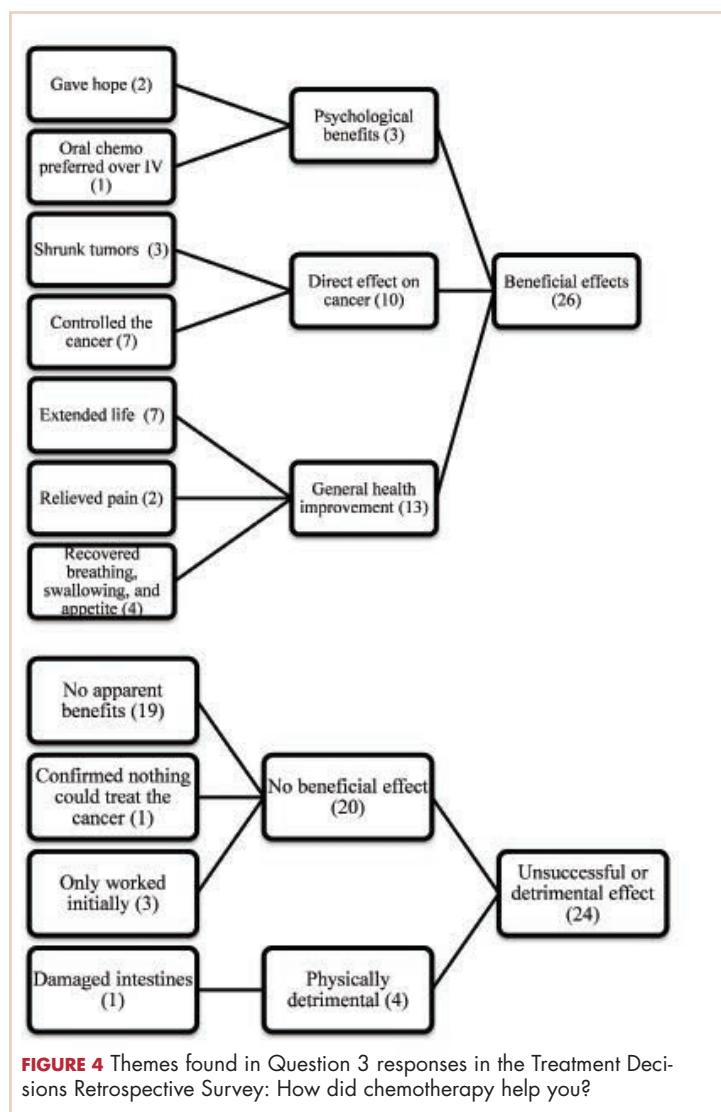 Gave hope (2)
Oral chemo
preferred over IV
(1)
Psychological
benefits (3)
Shrunk tumors (3)
Controlled the
cancer (7)
Direct effect on
cancer (10)
Beneficial effects
(26)
Extended life (7)
Relieved pain (2)
Recovered
breathing,
swallowing, and
appetite (4)
General health
improvement (13)
No apparent
benefits (19)
Confirmed nothing
could treat the
cancer (1)
Only worked
initially (3)
No beneficial effect
(20)
Damaged intestines
(1)
Physically
detrimental (4)
Unsuccessful or
detrimental effect
(24)
FIGURE 4 Themes found in Question 3 responses in the Treatment Deci-
sions Retrospective Survey: How did chemotherapy help you?